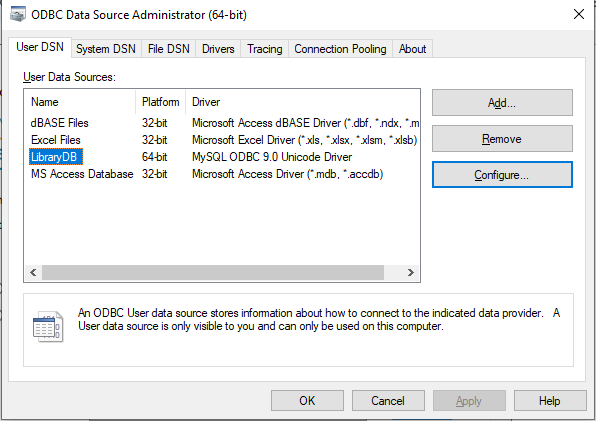 ODBC Data Source Administrator (64-bit)
User DSN System DSN File DSN Drivers Tracing Connection Pooling About
User Data Sources:
Name Platform Driver
dBASE Files 32-bit Microsoft Access dBASE Driver (*.dbf, *.ndx, *.m
Excel Files 32-bit Microsoft Excel Driver (*.xls, *.xlsx, *.xlsm, *.xlsb)
LibraryDB 64-bit MySQL ODBC 9.0 Unicode Driver
MS Access Database 32-bit Microsoft Access Driver (*.mdb, *.accdb)
Add...
Remove
Configure...
An ODBC User data source stores information about how to connect to the indicated data provider. A
User data source is only visible to you and can only be used on this computer.
OK Cancel Apply Help